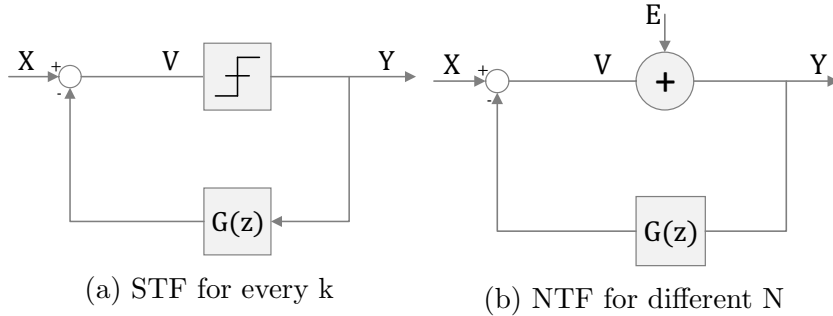 E
X + V Y
-
G(z)
(a) STF for every k
X + V + Y
-
G(z)
(b) NTF for different N